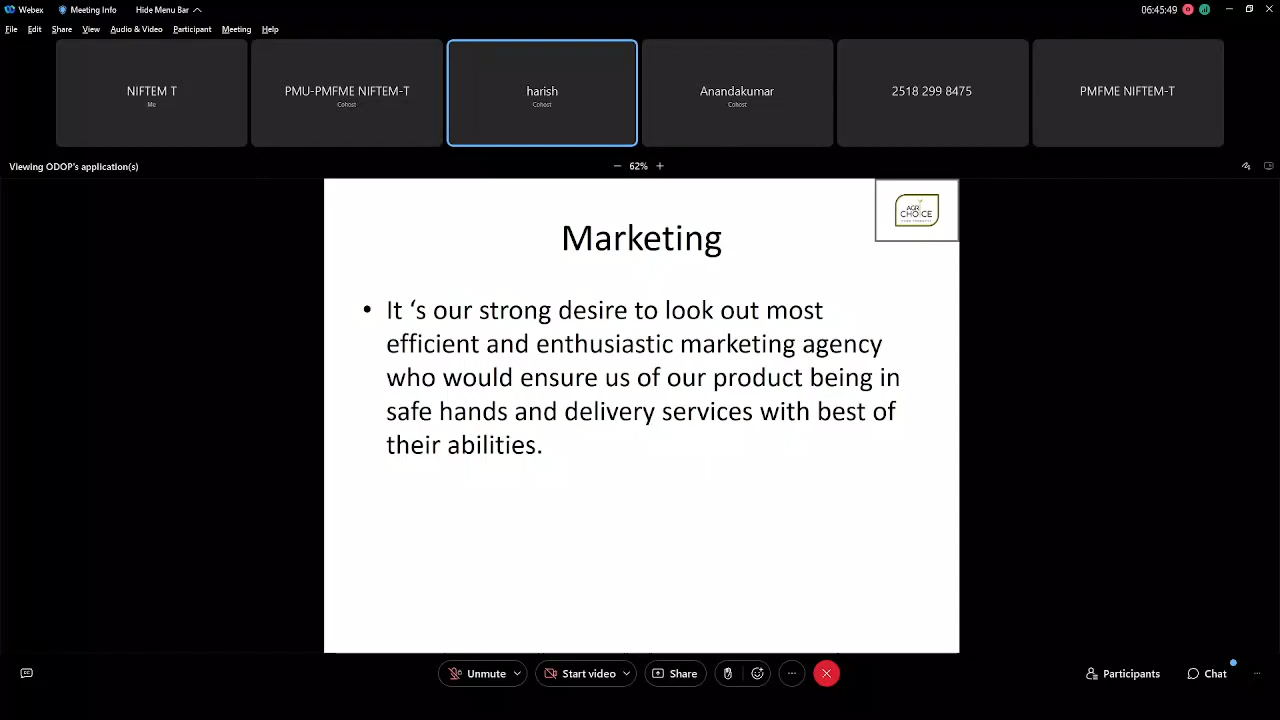 Webex
Meeting Info
Hide Menu Bar
06:45:49
File Edit Share View Audio & Video Participant Meeting Help
NIFTEM T
Me
PMU-PMFME NIFTEM-T
Cohost
harish
Cohost
Anandakumar
Cohost
2518 299 8475
PMFME NIFTEM-T
Viewing ODOP's application(s)
62%
AGRI
CHOICE
Marketing
• It ‘s our strong desire to look out most
efficient and enthusiastic marketing agency
who would ensure us of our product being in
safe hands and delivery services with best of
their abilities.
Unmute
Start video
Share
Participants
Chat